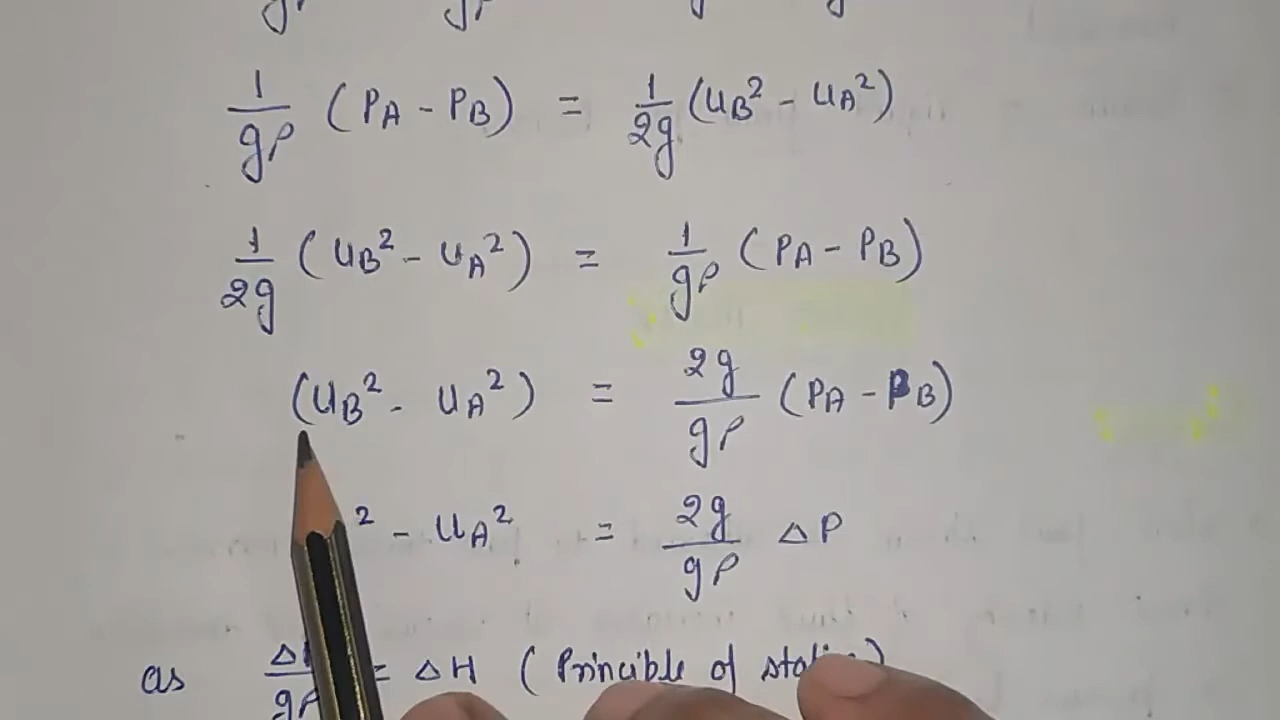 1/gρ (PA - PB) = 1/2g (uB² - uA²)
1/2g (uB² - uA²) = 1/gρ (PA - PB)
(uB² - uA²) = 2g/gρ (PA - PB)
² - uA² = 2g/gρ ΔP
as Δ /gρ = ΔH ( Principle of